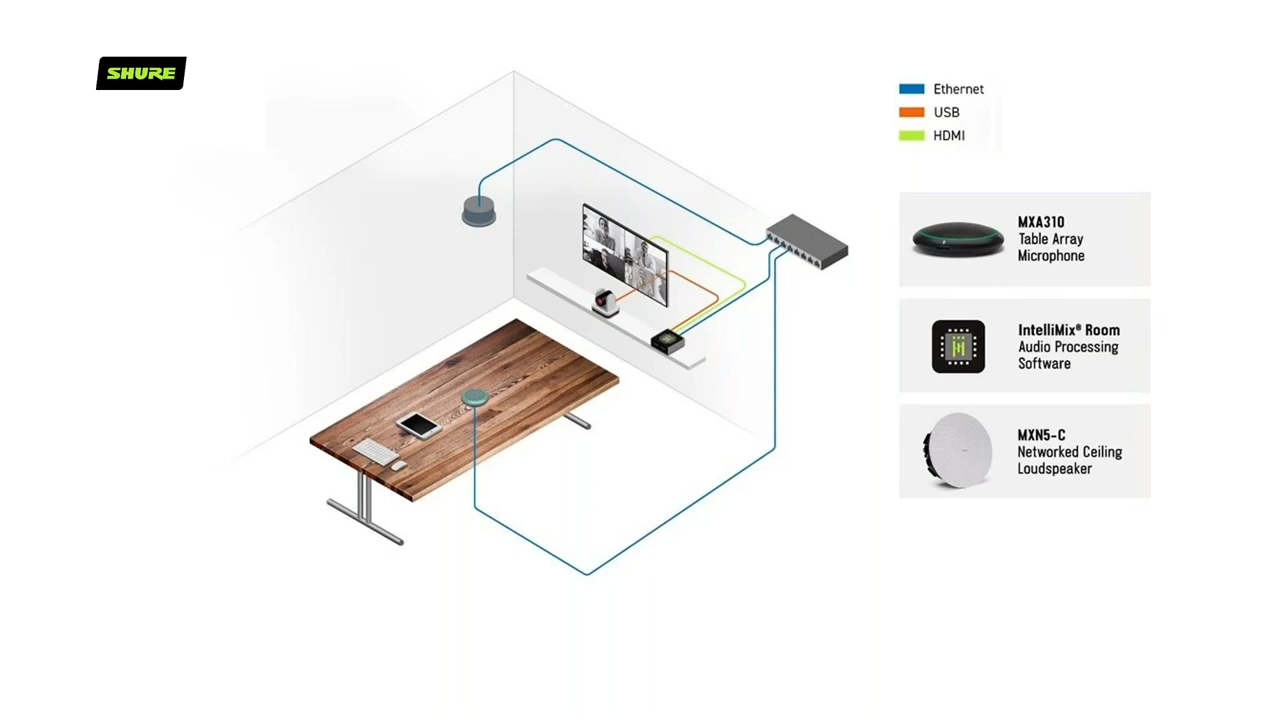 SHURE
Ethernet
USB
HDMI
MXA310
Table Array
Microphone
IntelliMix® Room
Audio Processing
Software
MXN5-C
Networked Ceiling
Loudspeaker